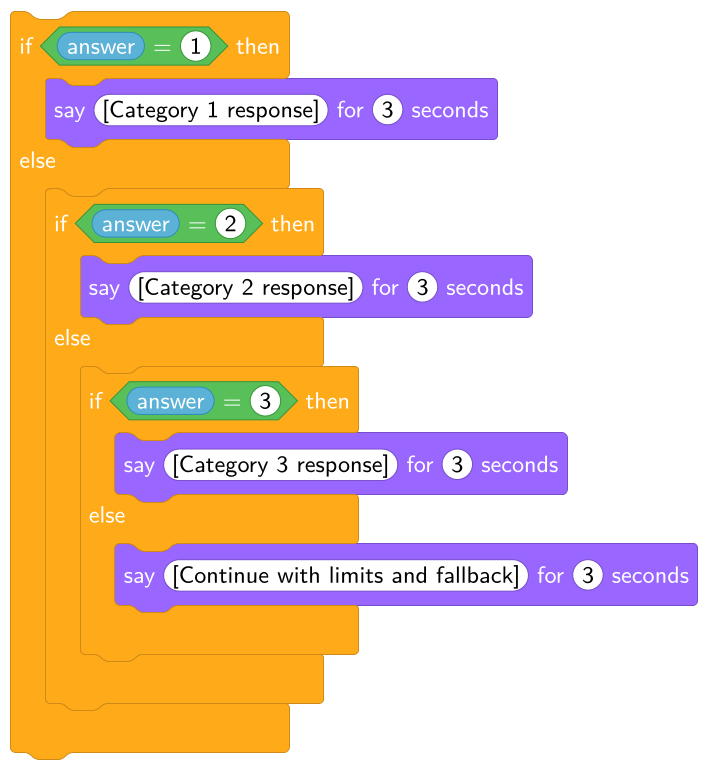 if answer = 1 then
say [Category 1 response] for 3 seconds
else
if answer = 2 then
say [Category 2 response] for 3 seconds
else
if answer = 3 then
say [Category 3 response] for 3 seconds
else
say [Continue with limits and fallback] for 3 seconds